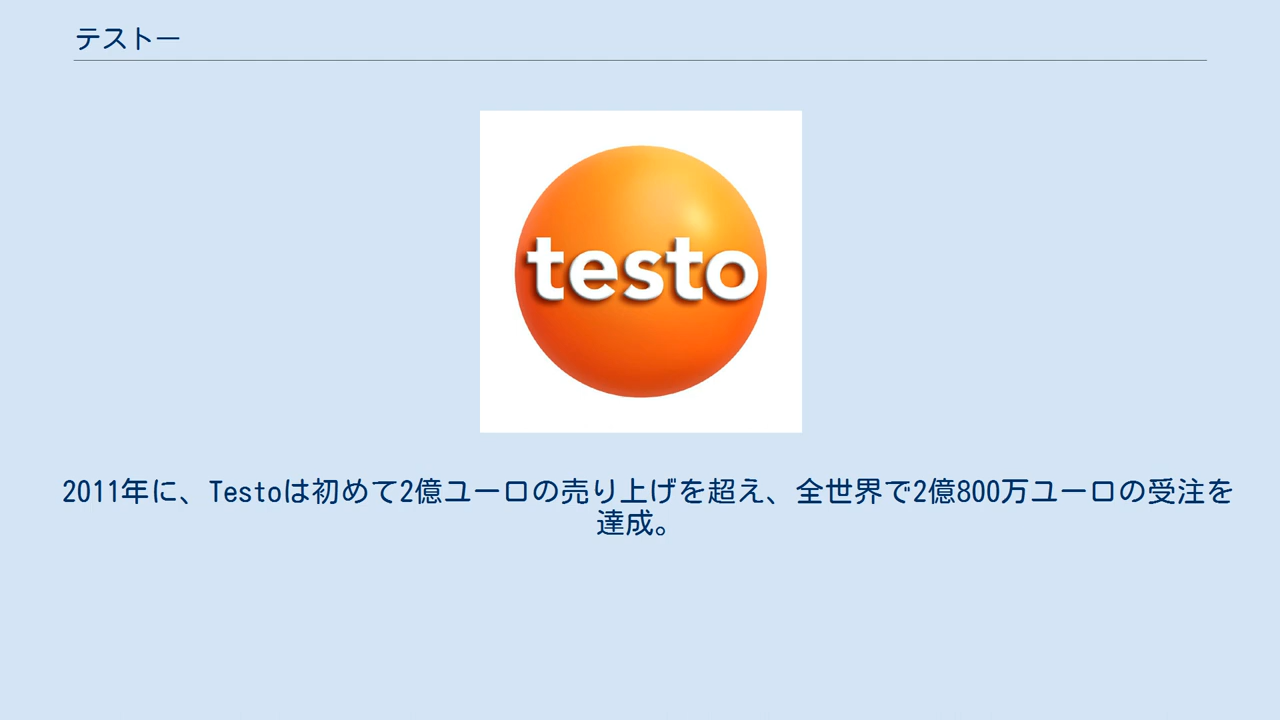 テストー
testo
2011年に、Testoは初めて2億ユーロの売り上げを超え、全世界で2億800万ユーロの受注を
達成。